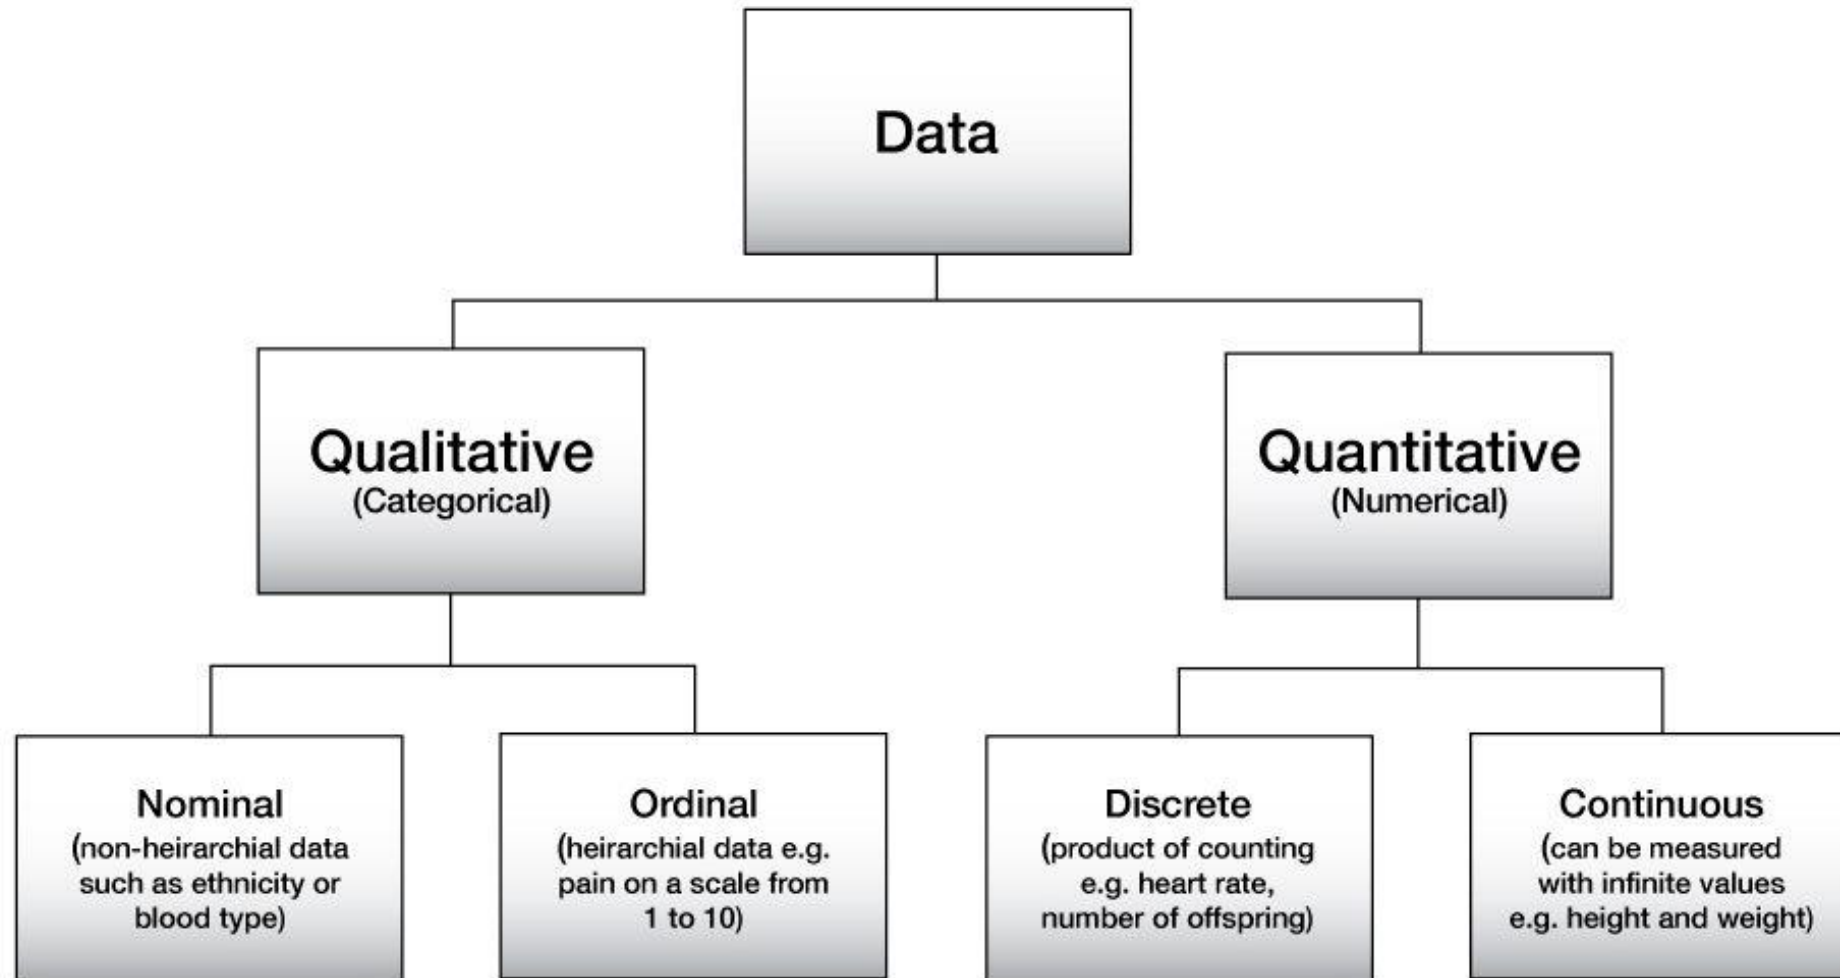 Data
Qualitative
(Categorical)
Quantitative
(Numerical)
Nominal
(non-heirarchial data
such as ethnicity or
blood type)
Ordinal
(heirarchial data e.g.
pain on a scale from
1 to 10)
Discrete
(product of counting
e.g. heart rate,
number of offspring)
Continuous
(can be measured
with infinite values
e.g. height and weight)